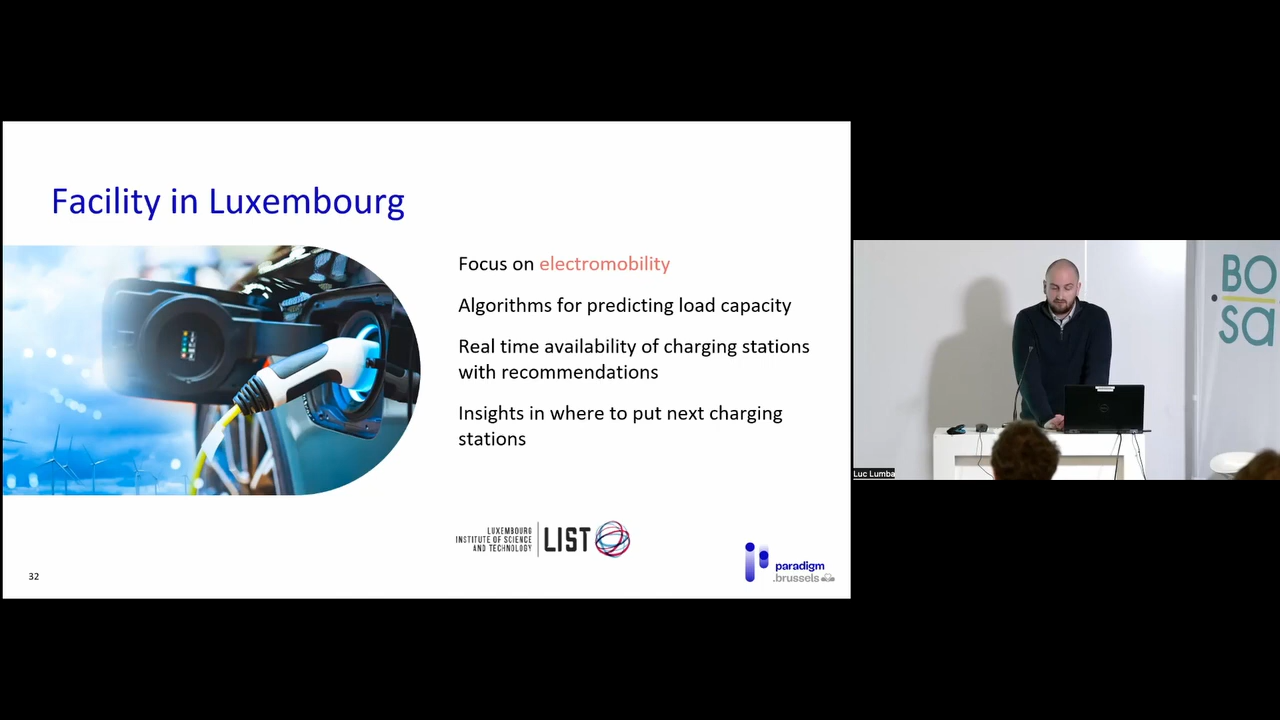 Facility in Luxembourg
Focus on electromobility
Algorithms for predicting load capacity
Real time availability of charging stations
with recommendations
Insights in where to put next charging
stations
LUXEMBOURG
INSTITUTE OF SCIENCE
AND TECHNOLOGY
LIST
32
paradigm
.brussels
BO
SA
Luc Lumba